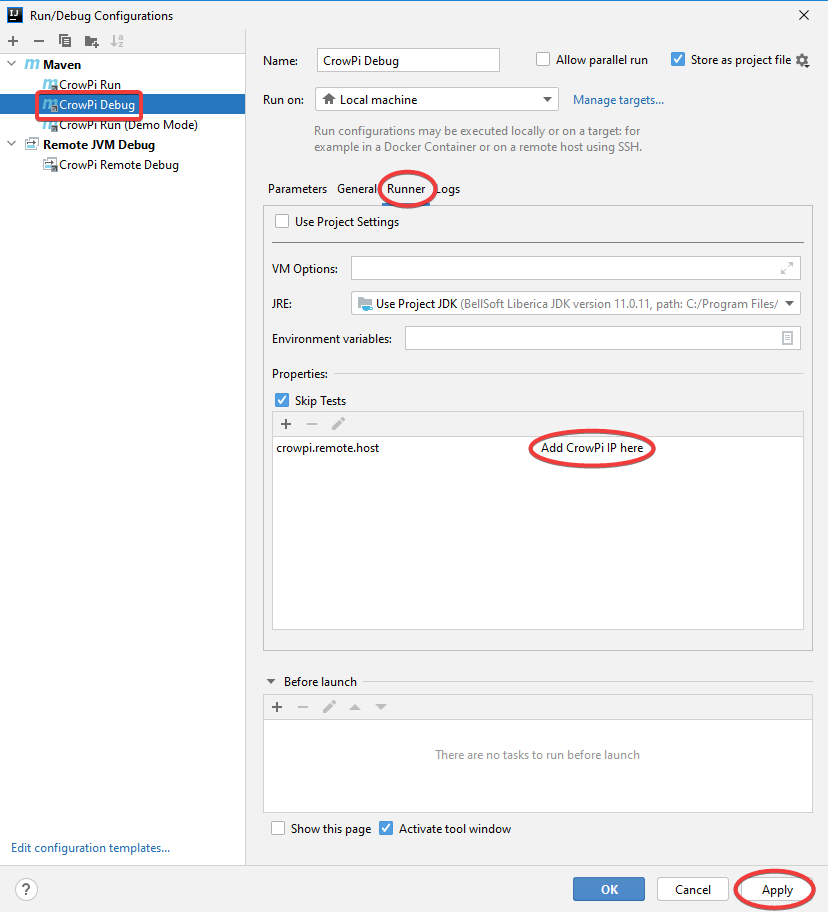 IJ Run/Debug Configurations
Maven
CrowPi Run
CrowPi Debug
CrowPi Run (Demo Mode)
Remote JVM Debug
CrowPi Remote Debug
Edit configuration templates...
Name: CrowPi Debug Allow parallel run Store as project file
Run on: Local machine Manage targets...
Run configurations may be executed locally or on a target: for
example in a Docker Container or on a remote host using SSH.
Parameters General Runner Logs
Use Project Settings
VM Options:
JRE: Use Project JDK (BellSoft Liberica JDK version 11.0.11, path: C:/Program Files/
Environment variables:
Properties:
Skip Tests
crowpi.remote.host Add CrowPi IP here
Before launch
There are no tasks to run before launch
Show this page Activate tool window
? OK Cancel Apply